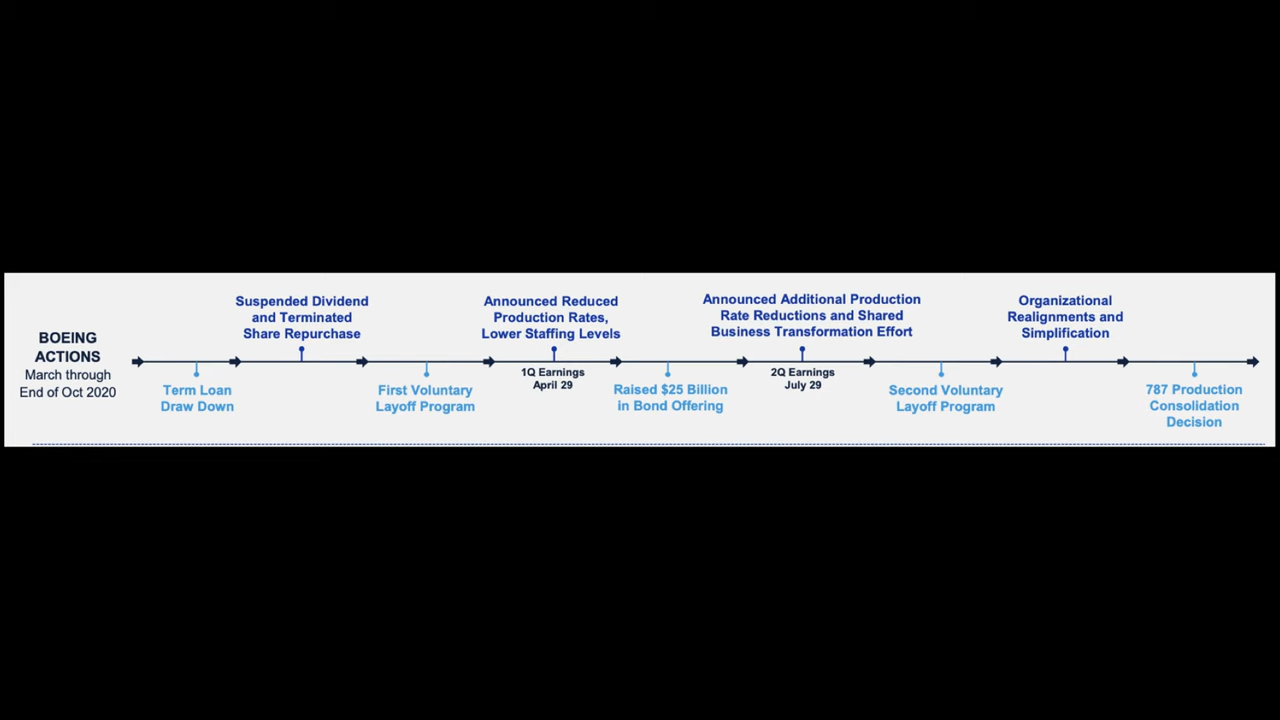 BOEING
ACTIONS
March through
End of Oct 2020
Term Loan
Draw Down
Suspended Dividend
and Terminated
Share Repurchase
First Voluntary
Layoff Program
Announced Reduced
Production Rates,
Lower Staffing Levels
1Q Earnings
April 29
Raised $25 Billion
in Bond Offering
Announced Additional Production
Rate Reductions and Shared
Business Transformation Effort
2Q Earnings
July 29
Second Voluntary
Layoff Program
Organizational
Realignments and
Simplification
787 Production
Consolidation
Decision